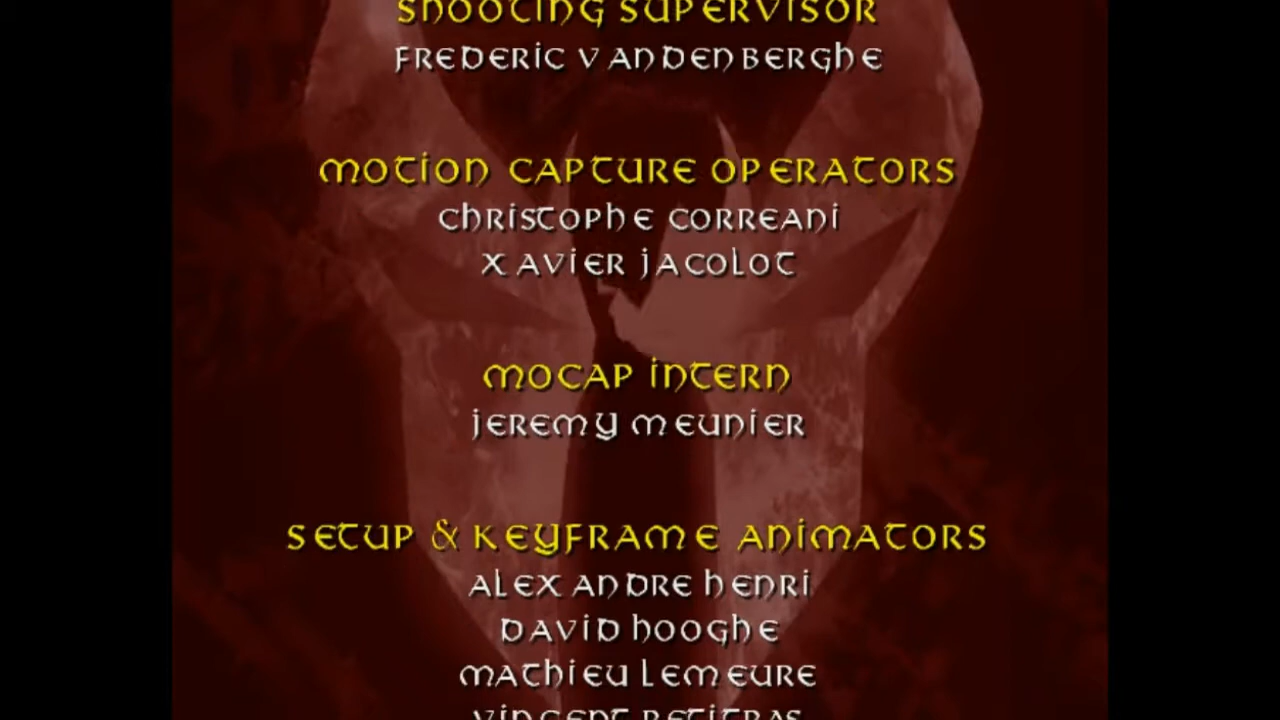 SHOOTING SUPERVISOR
FREDERIC VANDENBERGHE
MOTION CAPTURE OPERATORS
CHRISTOPHE CORREANI
XAVIER JACOLOT
MOCAP INTERN
JEREMY MEUNIER
SETUP & KEYFRAME ANIMATORS
ALEXANDRE HENRI
DAVID HOOGHE
MATHIEU LEMEURE
VINCENT